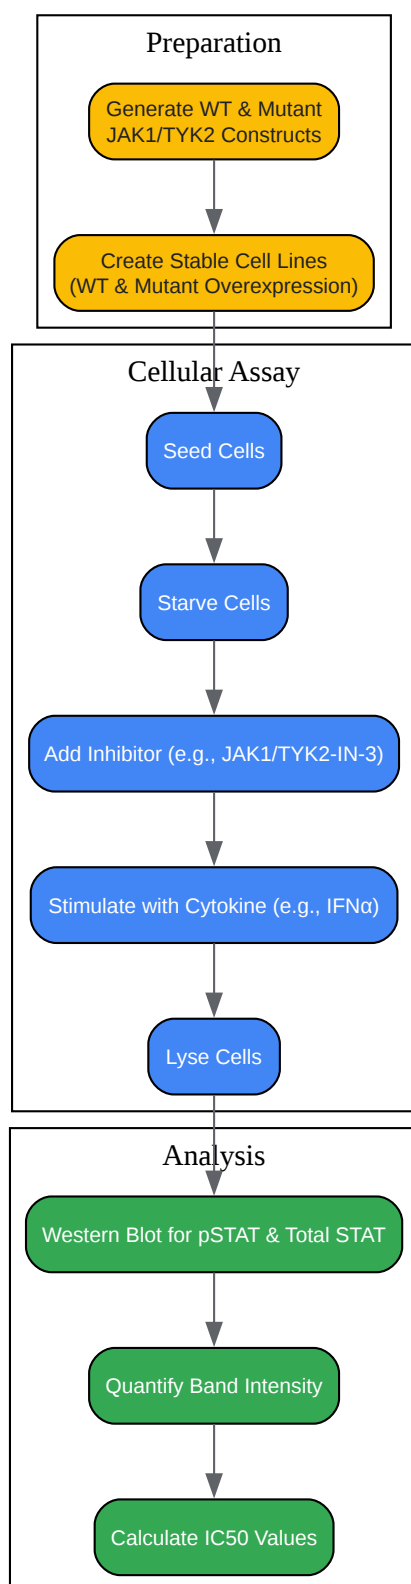 Preparation
Generate WT & Mutant
JAK1/TYK2 Constructs
Create Stable Cell Lines
(WT & Mutant Overexpression)
Cellular Assay
Seed Cells
Starve Cells
Add Inhibitor (e.g., JAK1/TYK2-IN-3)
Stimulate with Cytokine (e.g., IFNα)
Lyse Cells
Analysis
Western Blot for pSTAT & Total STAT
Quantify Band Intensity
Calculate IC50 Values